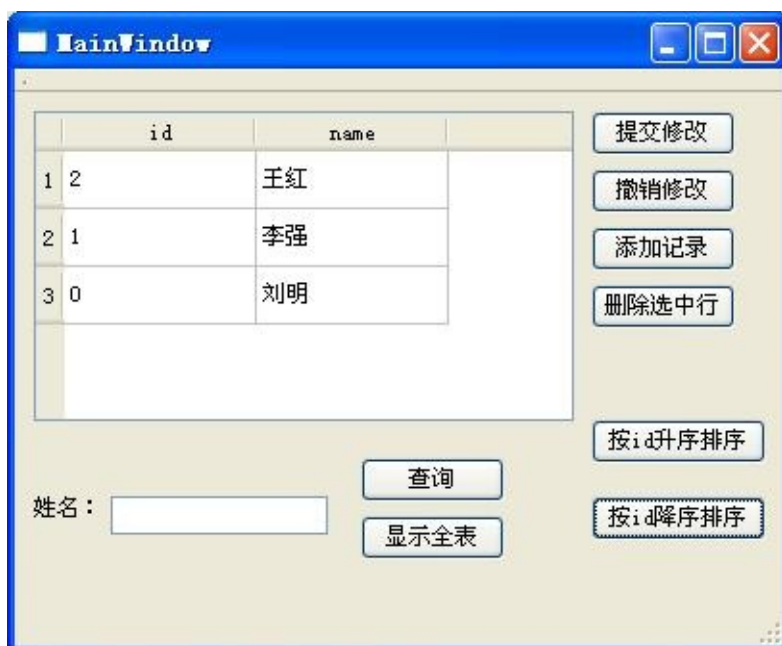 MainWindow
id name
1 2 王红
2 1 李强
3 0 刘明
提交修改
撤销修改
添加记录
删除选中行
按id升序排序
按id降序排序
姓名：
查询
显示全表